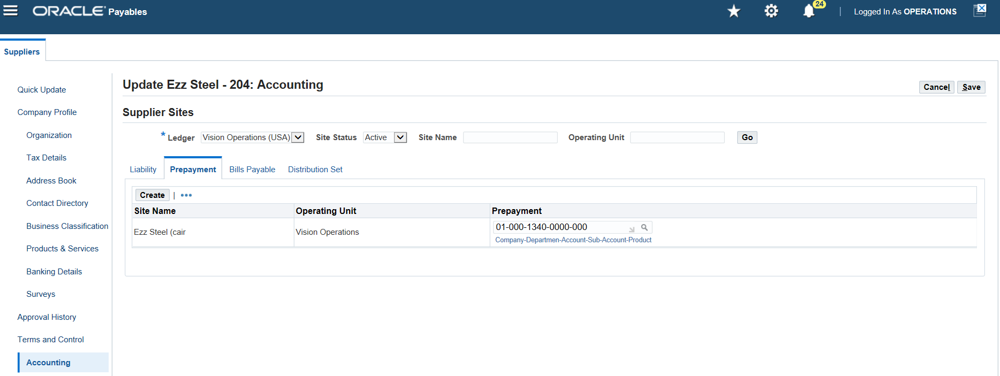 ORACLE Payables
24
Logged In As OPERATIONS
Suppliers
Quick Update
Company Profile
Organization
Tax Details
Address Book
Contact Directory
Business Classification
Products & Services
Banking Details
Surveys
Approval History
Terms and Control
Accounting
Update Ezz Steel - 204: Accounting
Cancel Save
Supplier Sites
* Ledger Vision Operations (USA) Site Status Active Site Name Operating Unit Go
Liability Prepayment Bills Payable Distribution Set
Create | •••
Site Name Operating Unit Prepayment
Ezz Steel (cair Vision Operations 01-000-1340-0000-000
Company-Departmen-Account-Sub-Account-Product